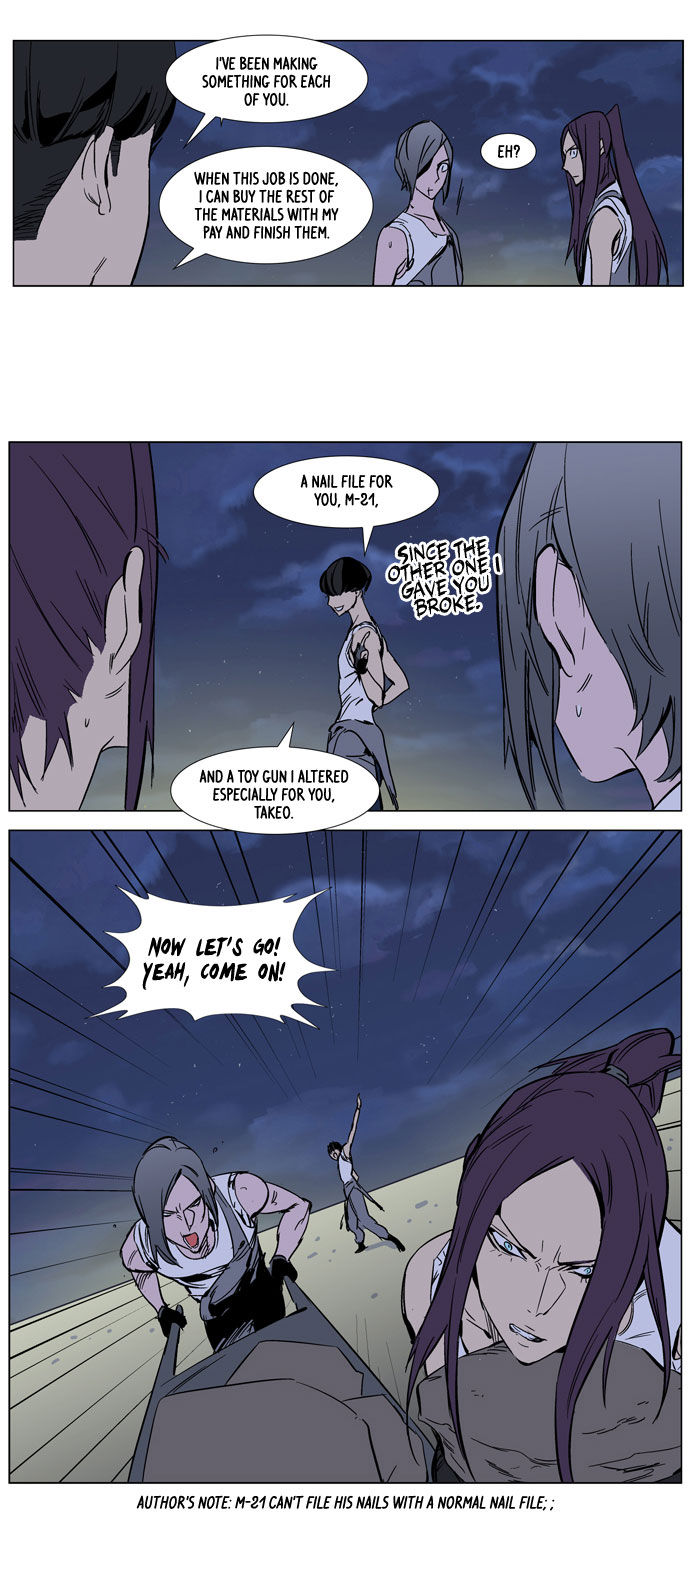 I'VE BEEN MAKING
SOMETHING FOR EACH
OF YOU.
EH?
WHEN THIS JOB IS DONE,
I CAN BUY THE REST OF
THE MATERIALS WITH MY
PAY AND FINISH THEM.
A NAIL FILE FOR
YOU, M-21,
SINCE THE
OTHER ONE I
GAVE YOU
BROKE.
AND A TOY GUN I ALTERED
ESPECIALLY FOR YOU,
TAKEO.
NOW LET'S GO!
YEAH, COME ON!
AUTHOR'S NOTE: M-21 CAN'T FILE HIS NAILS WITH A NORMAL NAIL FILE; ;